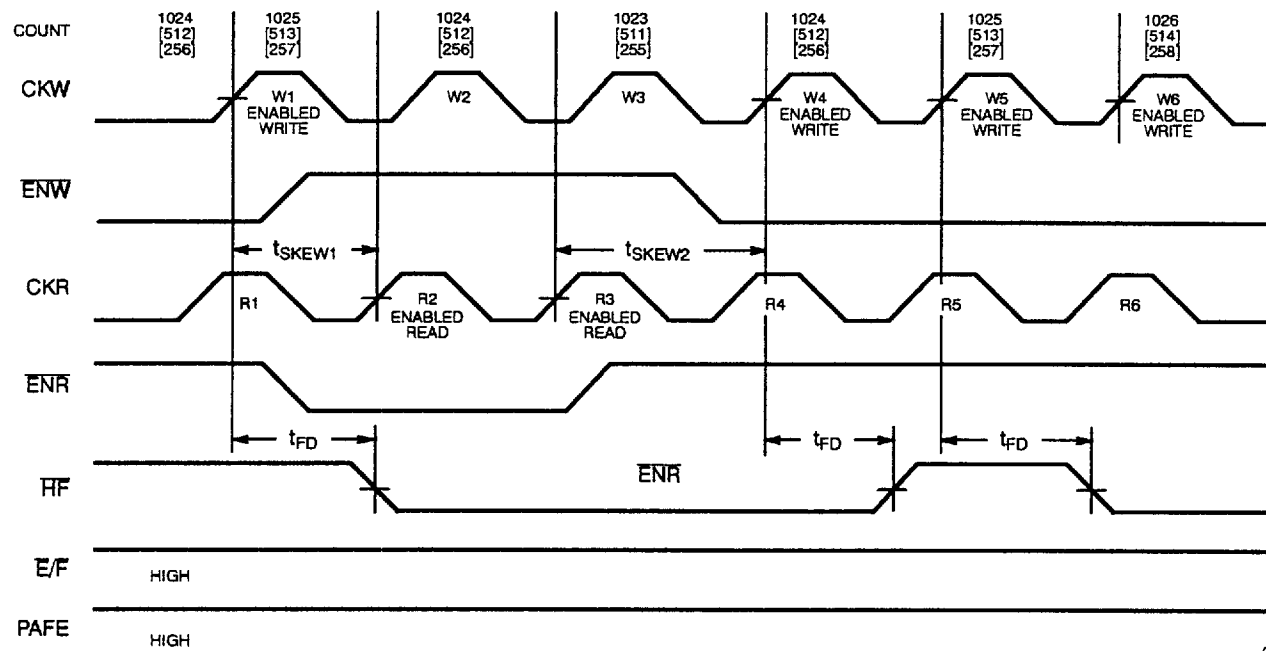 COUNT 1024 1025 1024 1023 1024 1025 1026
[512] [513] [512] [511] [512] [513] [514]
[256] [257] [256] [255] [256] [257] [258]
CKW W1 W2 W3 W4 W5 W6
ENABLED ENABLED ENABLED ENABLED
WRITE WRITE WRITE WRITE
ENW
tSKEW1 tSKEW2
CKR R1 R2 R3 R4 R5 R6
ENABLED ENABLED
READ READ
ENR
tFD tFD tFD
HF ENR
E/F HIGH
PAFE HIGH